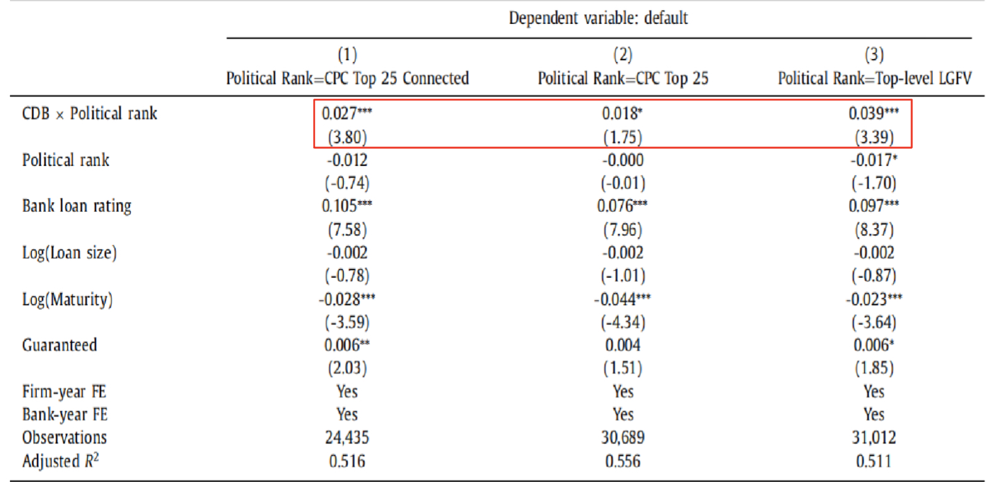 Dependent variable: default
(1) (2) (3)
Political Rank=CPC Top 25 Connected Political Rank=CPC Top 25 Political Rank=Top-level LGFV
CDB × Political rank 0.027*** 0.018* 0.039***
(3.80) (1.75) (3.39)
Political rank -0.012 -0.000 -0.017*
(-0.74) (-0.01) (-1.70)
Bank loan rating 0.105*** 0.076*** 0.097***
(7.58) (7.96) (8.37)
Log(Loan size) -0.002 -0.002 -0.002
(-0.78) (-1.01) (-0.87)
Log(Maturity) -0.028*** -0.044*** -0.023***
(-3.59) (-4.34) (-3.64)
Guaranteed 0.006** 0.004 0.006*
(2.03) (1.51) (1.85)
Firm-year FE Yes Yes Yes
Bank-year FE Yes Yes Yes
Observations 24,435 30,689 31,012
Adjusted R² 0.516 0.556 0.511